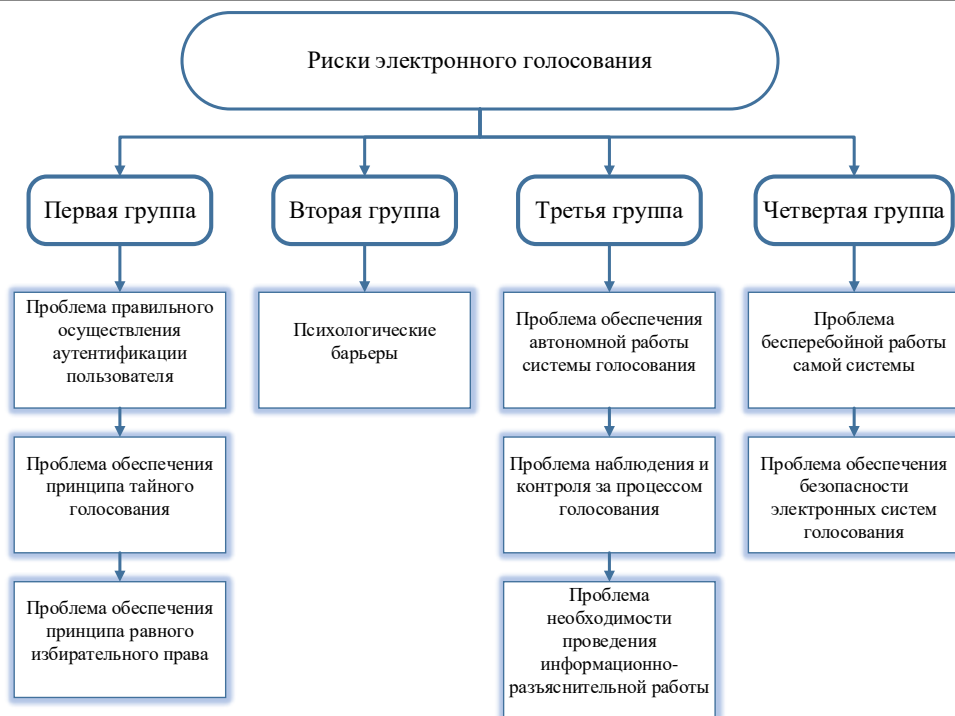 Риски электронного голосования
Первая группа
Вторая группа
Третья группа
Четвертая группа
Проблема правильного
осуществления
аутентификации
пользователя
Психологические
барьеры
Проблема обеспечения
автономной работы
системы голосования
Проблема
бесперебойной работы
самой системы
Проблема обеспечения
принципа тайного
голосования
Проблема наблюдения и
контроля за процессом
голосования
Проблема обеспечения
безопасности
электронных систем
голосования
Проблема обеспечения
принципа равного
избирательного права
Проблема
необходимости
проведения
информационно-
разъяснительной работы